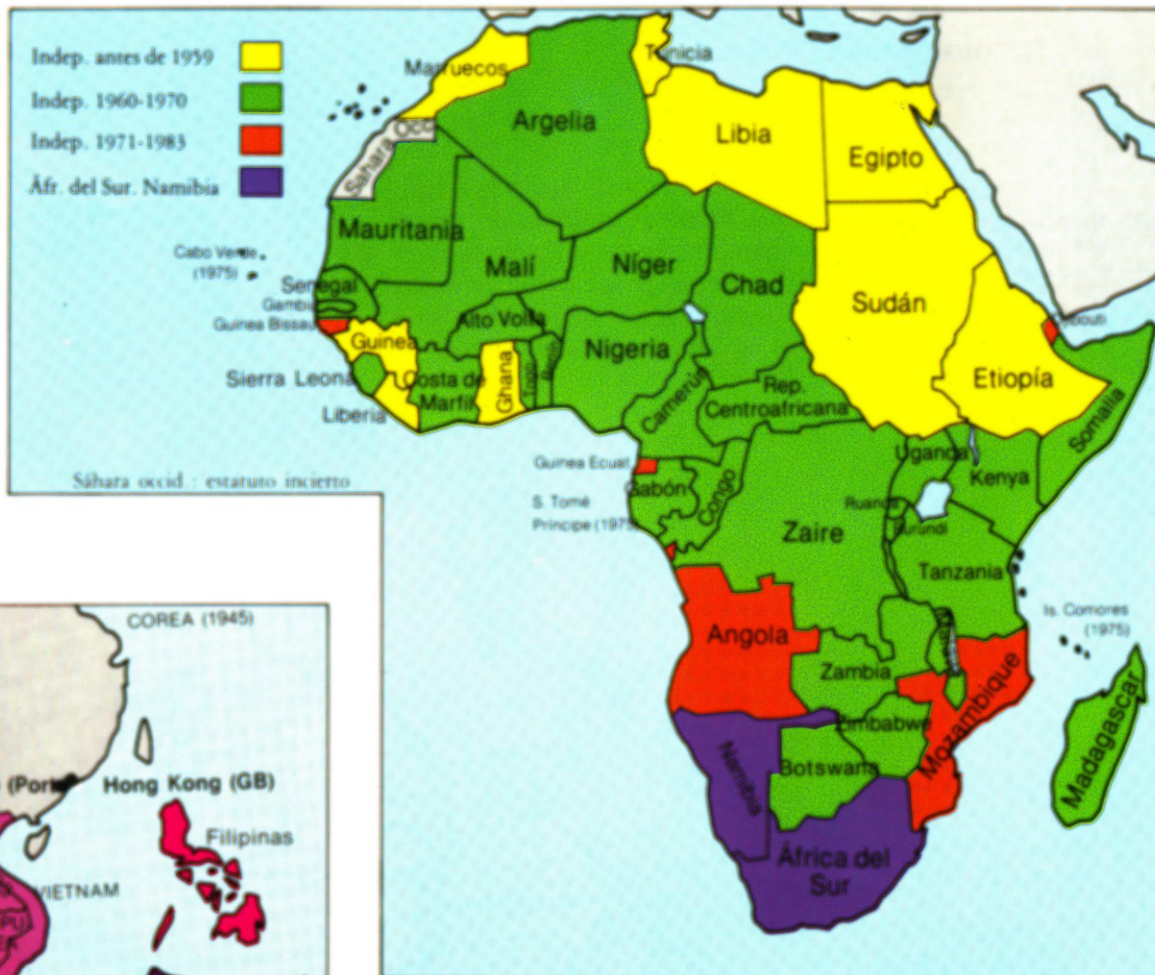 Indep. antes de 1959
Indep. 1960-1970
Indep. 1971-1983
Áfr. del Sur. Namibia
Marruecos
Tunicia
Argelia
Libia
Egipto
Sahara Occ
Mauritania
Malí
Níger
Chad
Sudán
Cabo Verde
(1975)
Senegal
Gambia
Guinea Bissau
Guinea
Alto Volta
Nigeria
Djibouti
Etiopía
Sierra Leona
Costa de
Marfil
Ghana
Togo
Liberia
Camerún
Rep.
Centroafricana
Somalia
Sáhara occid.: estatuto incierto
Guinea Ecuat.
Gabón
Congo
Uganda
Kenya
S. Tomé
Príncipe (1975)
Zaire
Ruanda
Burundi
Tanzania
Angola
Zambia
Is. Comores
(1975)
Mozambique
Madagascar
Zimbabwe
Namibia
Botswana
África del
Sur
COREA (1945)
(Port
Hong Kong (GB)
Filipinas
VIETNAM